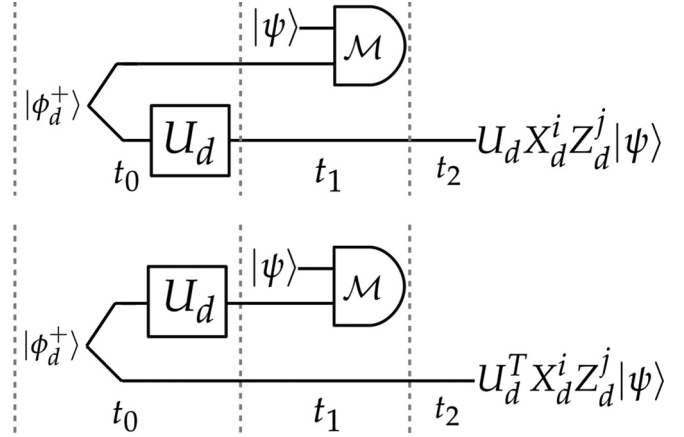 |ψ⟩ ℳ
|ϕ_d^+⟩
U_d U_d X_d^i Z_d^j|ψ⟩
t_0 t_1 t_2
|ψ⟩ ℳ
U_d
|ϕ_d^+⟩
U_d^T X_d^i Z_d^j|ψ⟩
t_0 t_1 t_2